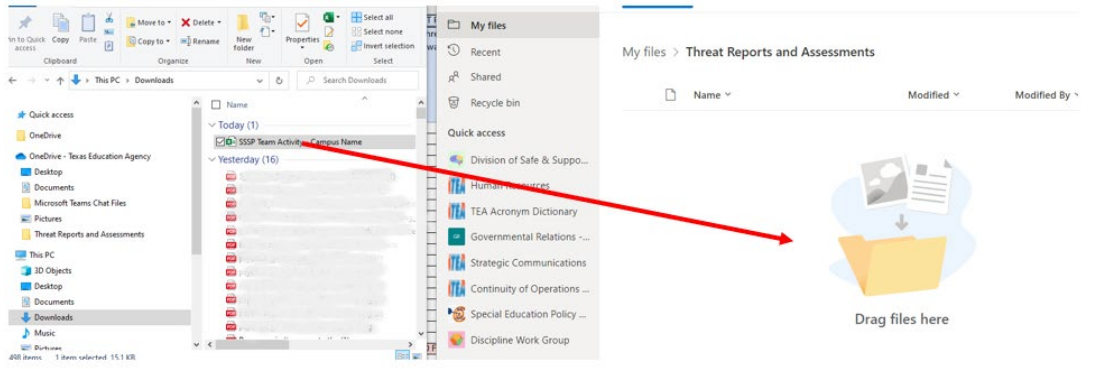 Move to
Delete
Select all
Select none
Invert selection
Copy
Paste
Copy to
Rename
New
folder
Properties
access
Clipboard
Organize
New
Open
Select
This PC > Downloads
Search Downloads
Quick access
OneDrive
OneDrive - Texas Education Agency
Desktop
Documents
Microsoft Teams Chat Files
Pictures
Threat Reports and Assessments
This PC
3D Objects
Desktop
Documents
Downloads
Music
Pictures
498 items
1 item selected 15.1 KB
Name
Today (1)
SSSP Team Activity - Campus Name
Yesterday (16)
My files
Recent
Shared
Recycle bin
Quick access
Division of Safe & Suppo...
Human Resources
TEA Acronym Dictionary
Governmental Relations -...
Strategic Communications
Continuity of Operations ...
Special Education Policy ...
Discipline Work Group
My files > Threat Reports and Assessments
Name
Modified
Modified By
Drag files here